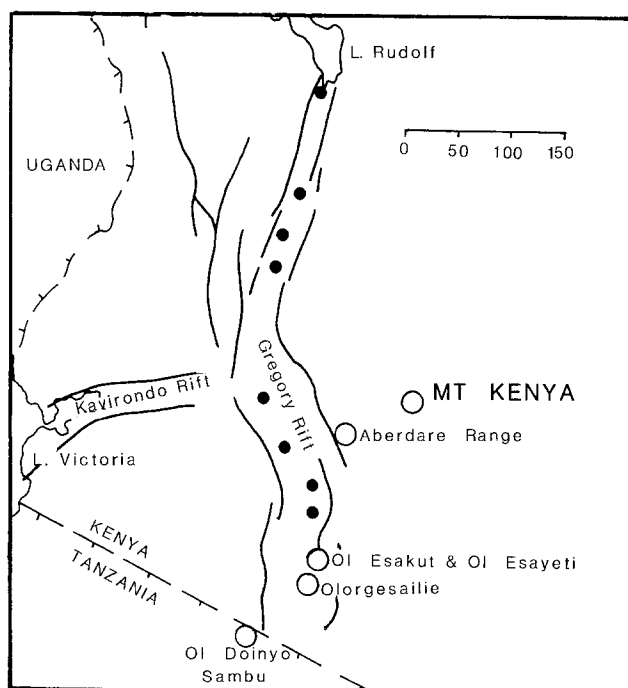 L. Rudolf
0 50 100 150
UGANDA
Gregory Rift
Kavirondo Rift
MT KENYA
Aberdare Range
L. Victoria
KENYA
TANZANIA
Ol Esakut & Ol Esayeti
Olorgesailie
Ol Doinyo
Sambu